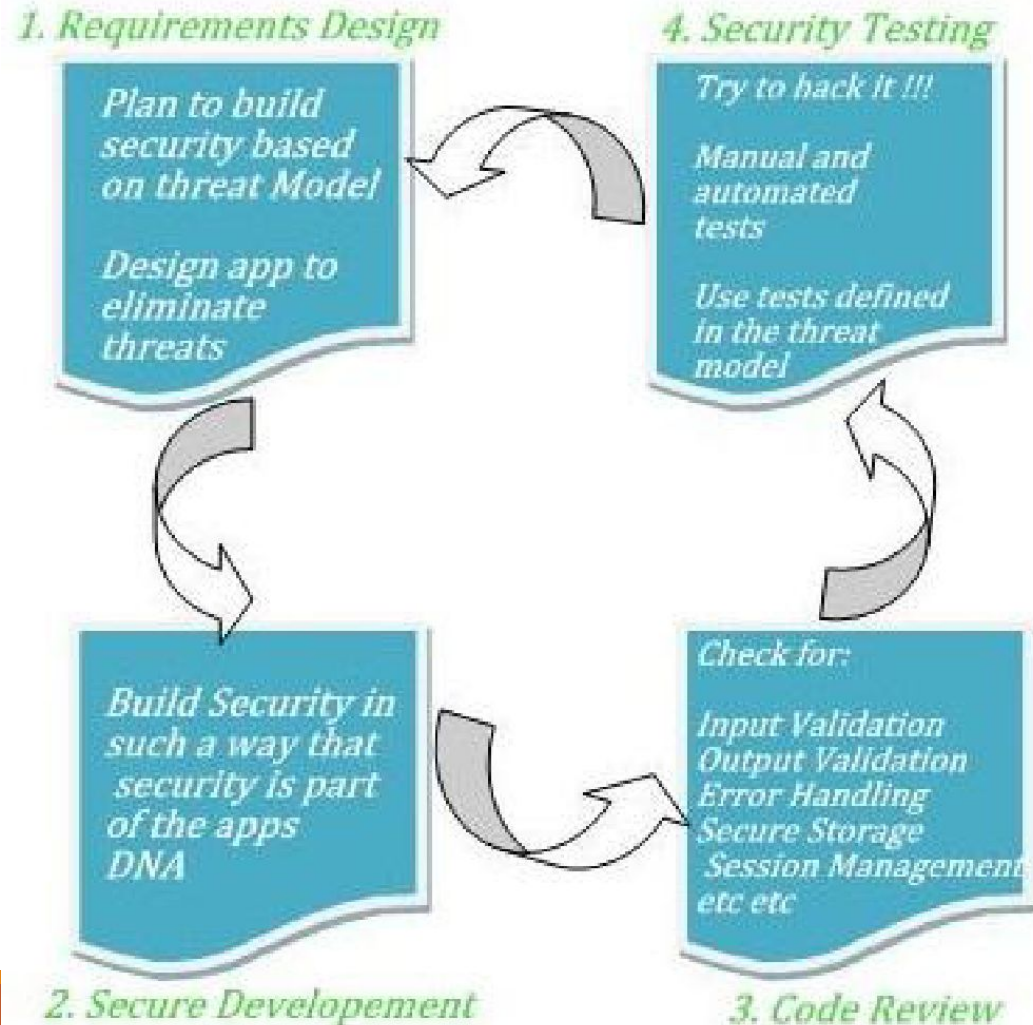 1. Requirements Design
Plan to build
security based
on threat Model
Design app to
eliminate
threats
2. Secure Developement
Build Security in
such a way that
security is part
of the apps
DNA
3. Code Review
Check for:
Input Validation
Output Validation
Error Handling
Secure Storage
Session Management
etc etc
4. Security Testing
Try to hack it !!!
Manual and
automated
tests
Use tests defined
in the threat
model